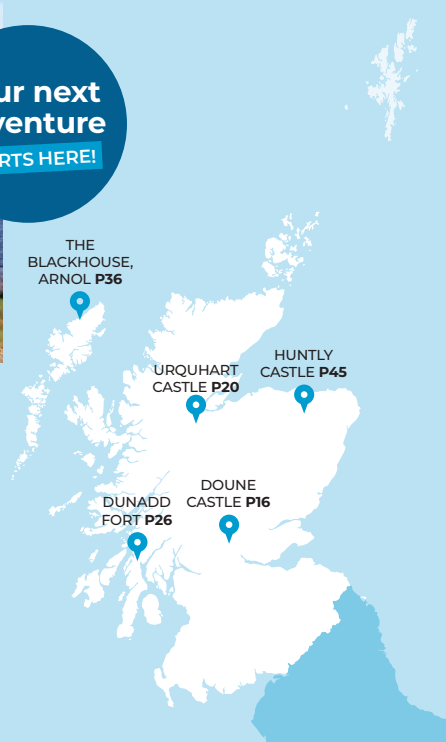 ur next
venture
RTS HERE!
THE
BLACKHOUSE,
ARNOL P36
URQUHART
CASTLE P20
HUNTLY
CASTLE P45
DUNADD
FORT P26
DOUNE
CASTLE P16